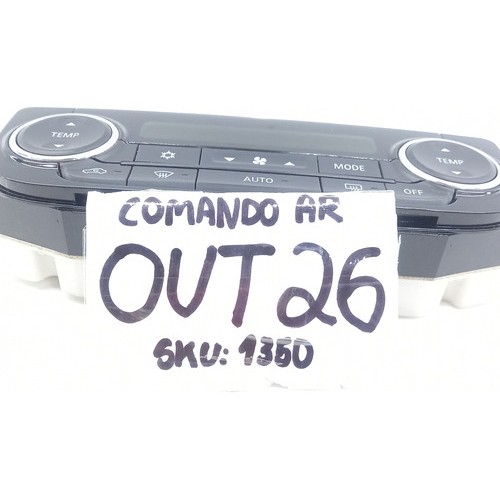 TEMP
TEMP
MODE
AUTO
OFF
COMANDO AR
OUT 26
SKU: 1350